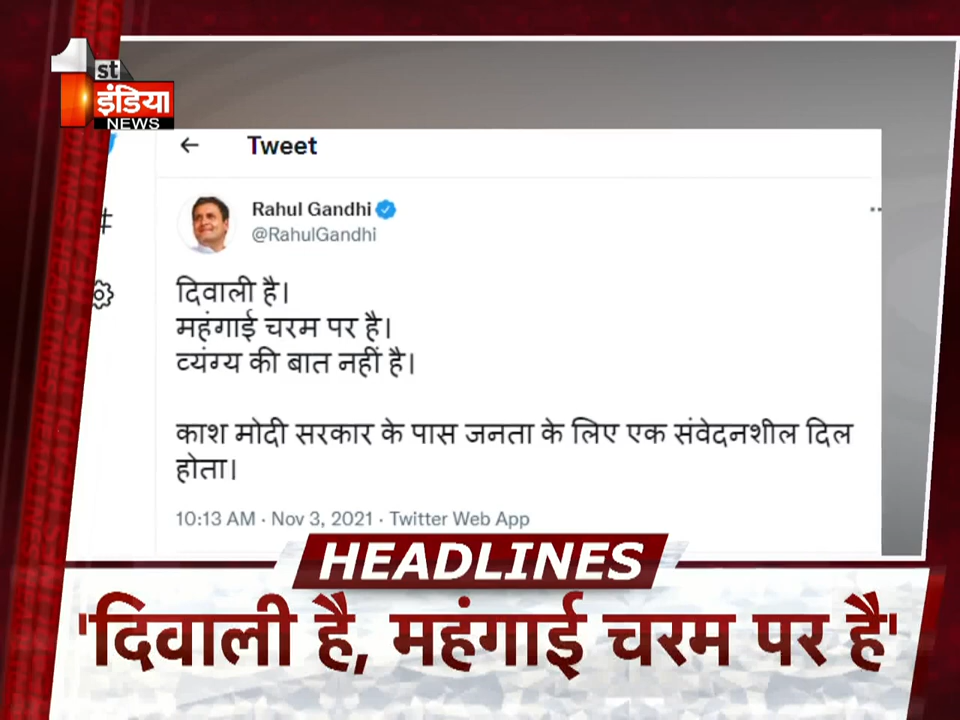 1st
इंडिया
NEWS
← Tweet
Rahul Gandhi
@RahulGandhi
दिवाली है।
महंगाई चरम पर है।
व्यंग्य की बात नहीं है।
काश मोदी सरकार के पास जनता के लिए एक संवेदनशील दिल
होता।
10:13 AM · Nov 3, 2021 · Twitter Web App
HEADLINES
'दिवाली है, महंगाई चरम पर है'